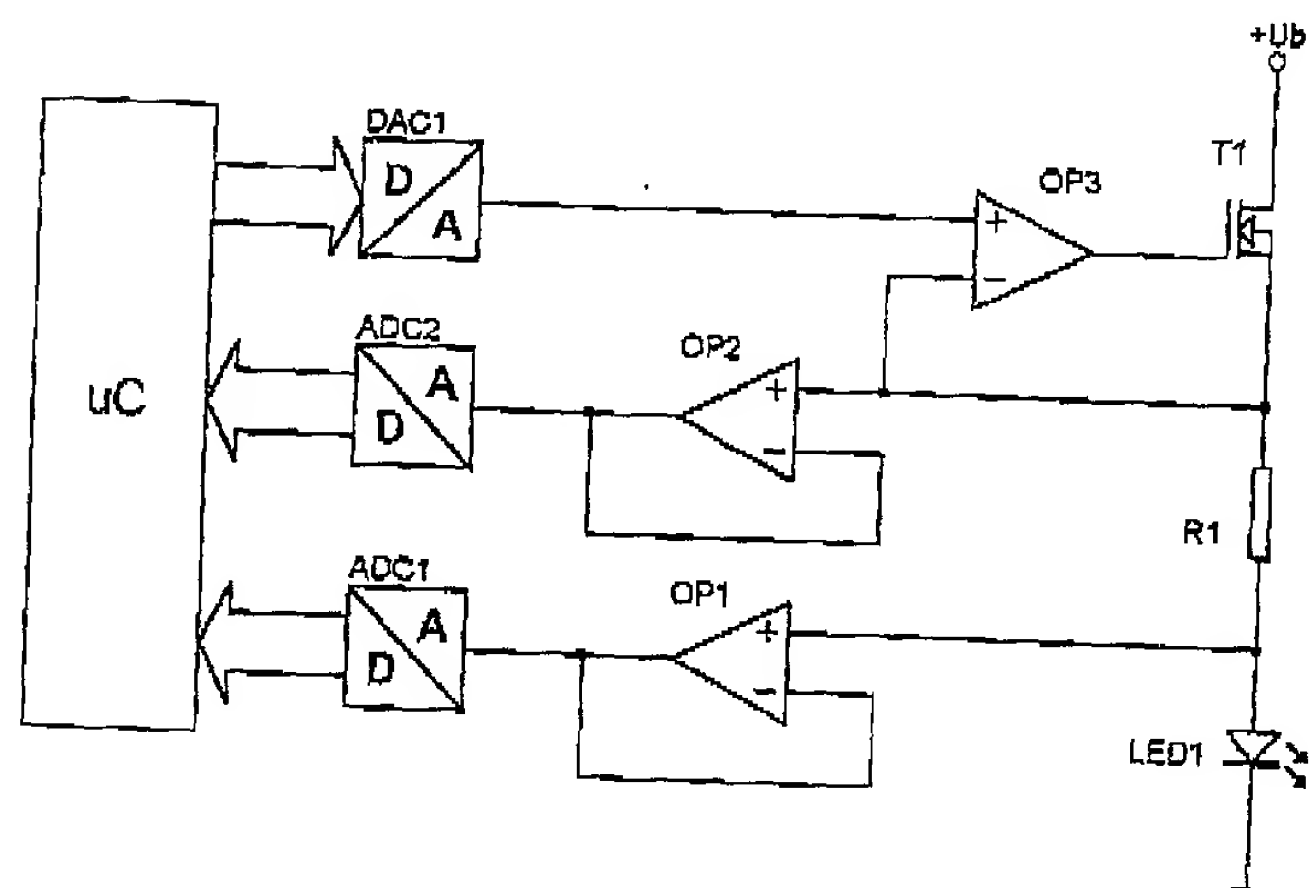 +Ub
DAC1
D
A
T1
OP3
+
−
ADC2
A
D
OP2
+
−
uC
R1
ADC1
A
D
OP1
+
−
LED1